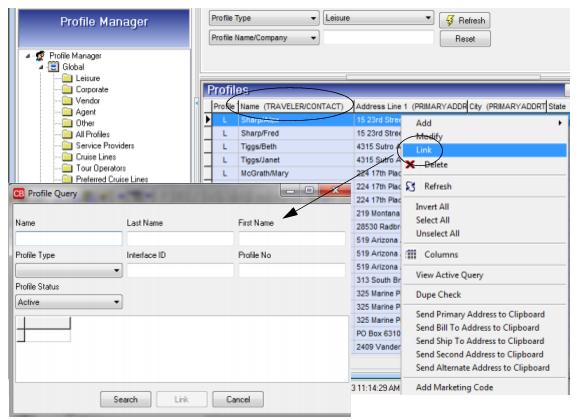 Profile Manager
Profile Type
Leisure
Refresh
Profile Name/Company
Reset
Profile Manager
Global
Leisure
Corporate
Vendor
Agent
Other
All Profiles
Service Providers
Cruise Lines
Tour Operators
Preferred Cruise Lines
Profiles
Profile Name (TRAVELER/CONTACT) Address Line 1 (PRIMARYADDR City (PRIMARYADDRT State
L 15 23rd Stree
L Sharp/Fred 15 23rd Stree
L Tiggs/Beth 4315 Sutro A
L Tiggs/Janet 4315 Sutro A
L McGrath/Mary 224 17th Plac
224 17th Plac
224 17th Plac
219 Montana
28530 Radbr
519 Arizona
519 Arizona
519 Arizona
313 South Br
325 Marine P
325 Marine P
325 Marine P
PO Box 6310
2409 Vander
3 11:14:29 AM
Add
Modify
Link
Delete
Refresh
Invert All
Select All
Unselect All
Columns
View Active Query
Dupe Check
Send Primary Address to Clipboard
Send Bill To Address to Clipboard
Send Ship To Address to Clipboard
Send Second Address to Clipboard
Send Alternate Address to Clipboard
Add Marketing Code
CB Profile Query
Name Last Name First Name
Profile Type Interface ID Profile No
Profile Status
Active
Search Link Cancel